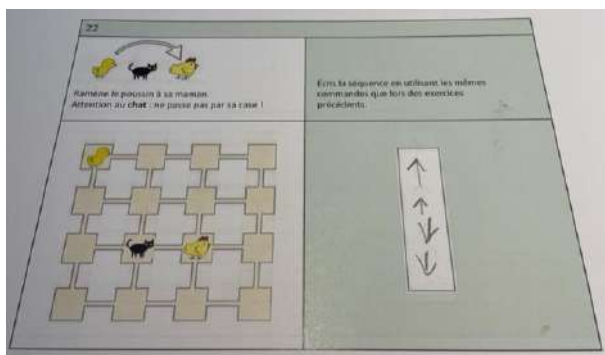 22
Ramène le poussin à sa maman.
Attention au chat : ne passe pas par sa case !
Écris la séquence en utilisant les mêmes
commandes que lors des exercices
précédents.